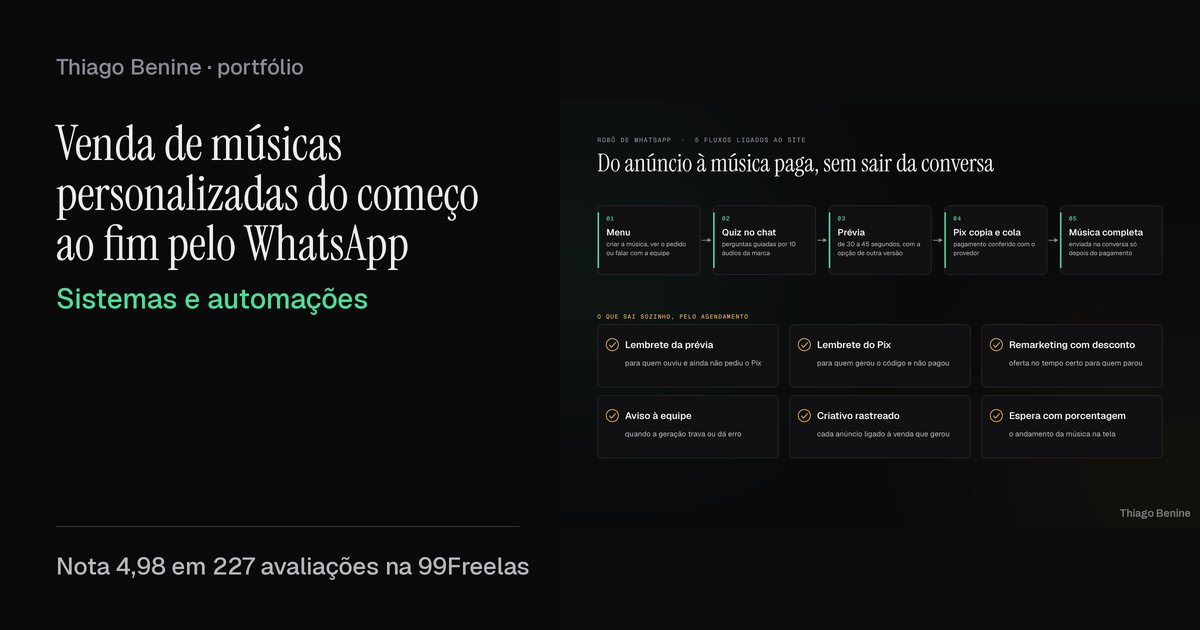 Thiago Benine · portfólio
Venda de músicas
personalizadas do começo
ao fim pelo WhatsApp
Sistemas e automações
Nota 4,98 em 227 avaliações na 99Freelas
ROBÔ DE WHATSAPP · 5 FLUXOS LIGADOS AO SITE
Do anúncio à música paga, sem sair da conversa
01
Menu
criar a música, ver o pedido
ou falar com a equipe
02
Quiz no chat
perguntas guiadas por 10
áudios da marca
03
Prévia
de 30 a 45 segundos, com a
opção de outra versão
04
Pix copia e cola
pagamento conferido com o
provedor
05
Música completa
enviada na conversa só
depois do pagamento
O QUE SAI SOZINHO, PELO AGENDAMENTO
Lembrete da prévia
para quem ouviu e ainda não pediu o Pix
Lembrete do Pix
para quem gerou o código e não pagou
Remarketing com desconto
oferta no tempo certo para quem parou
Aviso à equipe
quando a geração trava ou dá erro
Criativo rastreado
cada anúncio ligado à venda que gerou
Espera com porcentagem
o andamento da música na tela
Thiago Benine